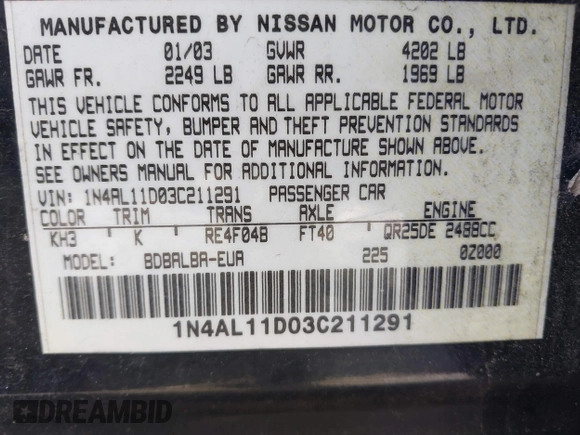 MANUFACTURED BY NISSAN MOTOR CO., LTD.
DATE 01/03 GVWR 4202 LB
GAWR FR. 2249 LB GAWR RR. 1969 LB
THIS VEHICLE CONFORMS TO ALL APPLICABLE FEDERAL MOTOR
VEHICLE SAFETY, BUMPER AND THEFT PREVENTION STANDARDS
IN EFFECT ON THE DATE OF MANUFACTURE SHOWN ABOVE.
SEE OWNERS MANUAL FOR ADDITIONAL INFORMATION.
VIN: 1N4AL11D03C211291 PASSENGER CAR
COLOR TRIM TRANS AXLE ENGINE
KH3 K RE4F04B FT40 QR25DE 2488CC
MODEL: BDBALBA-EUA 225 0Z000
1N4AL11D03C211291
DREAMBID